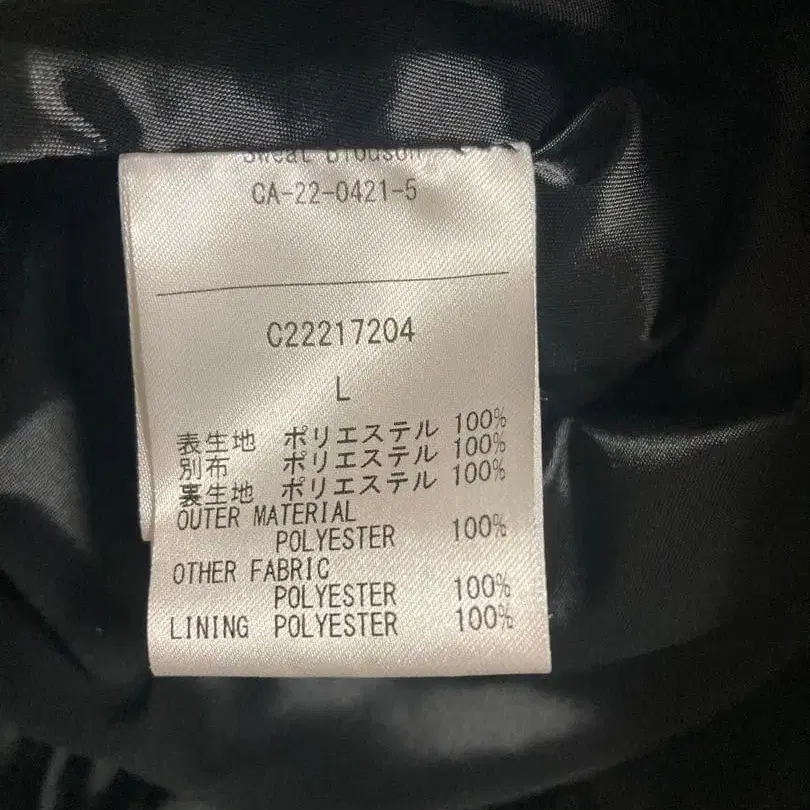 Sweat Blouson
CA-22-0421-5
C22217204
L
表生地 ポリエステル 100%
別布 ポリエステル 100%
裏生地 ポリエステル 100%
OUTER MATERIAL
POLYESTER 100%
OTHER FABRIC
POLYESTER 100%
LINING POLYESTER 100%